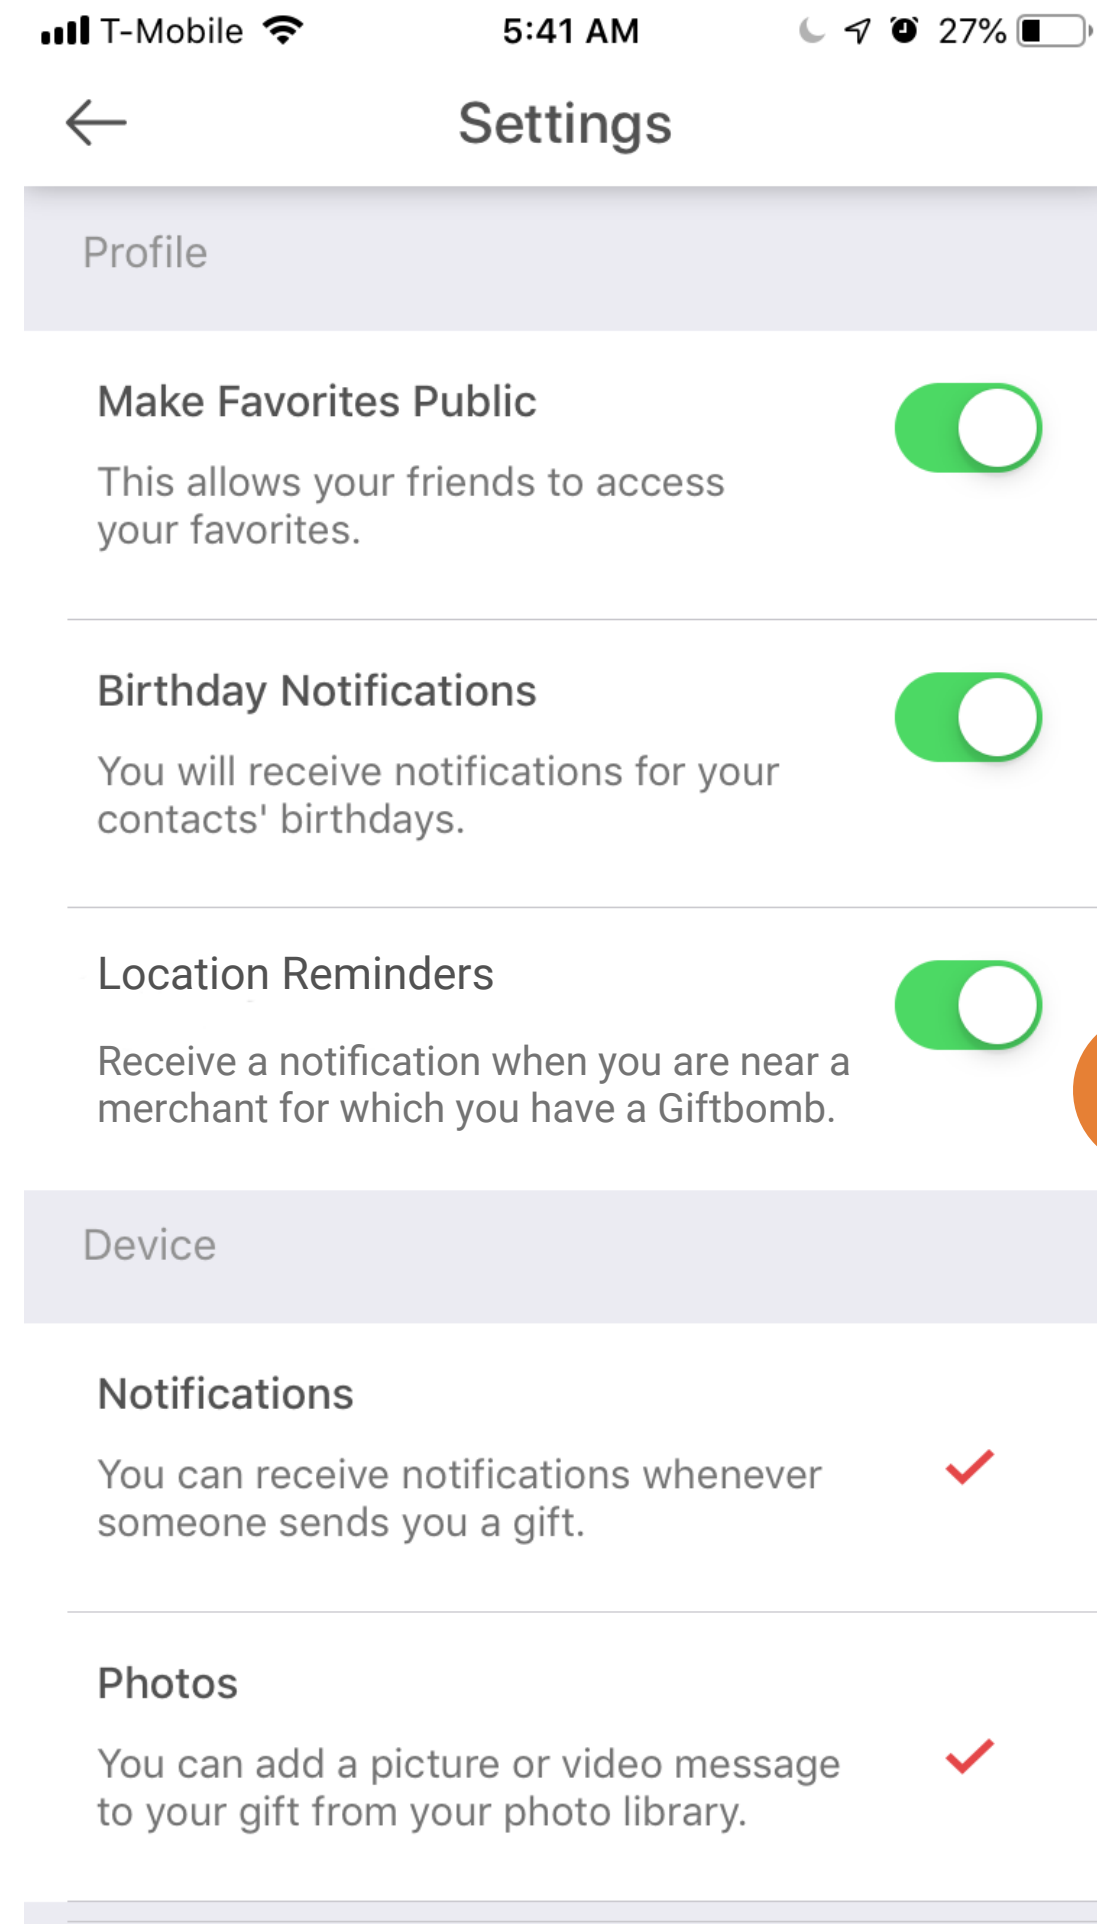 T-Mobile 5:41 AM 27%
Settings
Profile
Make Favorites Public
This allows your friends to access
your favorites.
Birthday Notifications
You will receive notifications for your
contacts' birthdays.
Location Reminders
Receive a notification when you are near a
merchant for which you have a Giftbomb.
Device
Notifications
You can receive notifications whenever
someone sends you a gift.
Photos
You can add a picture or video message
to your gift from your photo library.